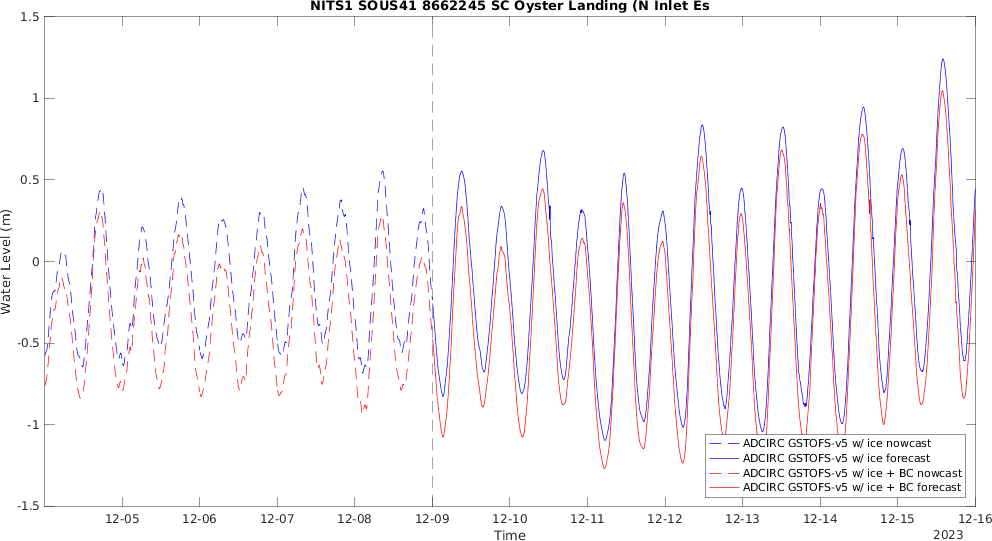 NITS1 SOUS41 8662245 SC Oyster Landing (N Inlet Es
Water Level (m)
1.5
1
0.5
0
-0.5
-1
-1.5
ADCIRC GSTOFS-v5 w/ ice nowcast
ADCIRC GSTOFS-v5 w/ ice forecast
ADCIRC GSTOFS-v5 w/ ice + BC nowcast
ADCIRC GSTOFS-v5 w/ ice + BC forecast
12-05 12-06 12-07 12-08 12-09 12-10 12-11 12-12 12-13 12-14 12-15 12-16
Time
2023